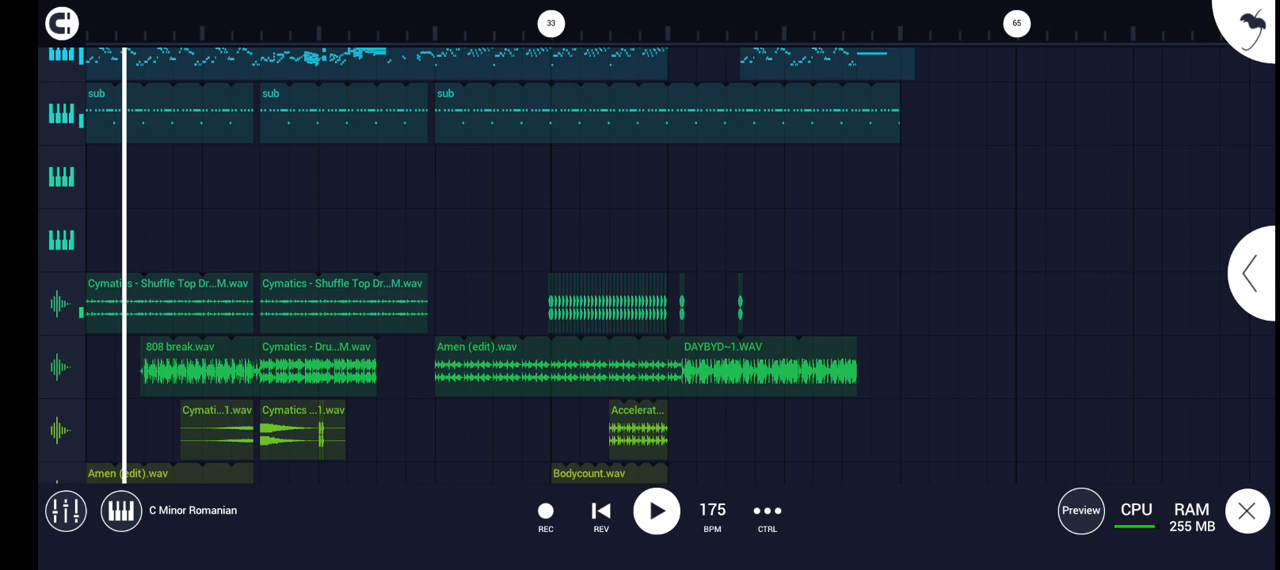 33
65
sub
sub
sub
Cymatics - Shuffle Top Dr...M.wav
Cymatics - Shuffle Top Dr...M.wav
808 break.wav
Cymatics - Dru...M.wav
Amen (edit).wav
DAYBYD~1.WAV
Cymati...1.wav
Cymatics ...1.wav
Accelerat...
Amen (edit).wav
Bodycount.wav
C Minor Romanian
REC
REV
175
BPM
CTRL
Preview
CPU
RAM
255 MB